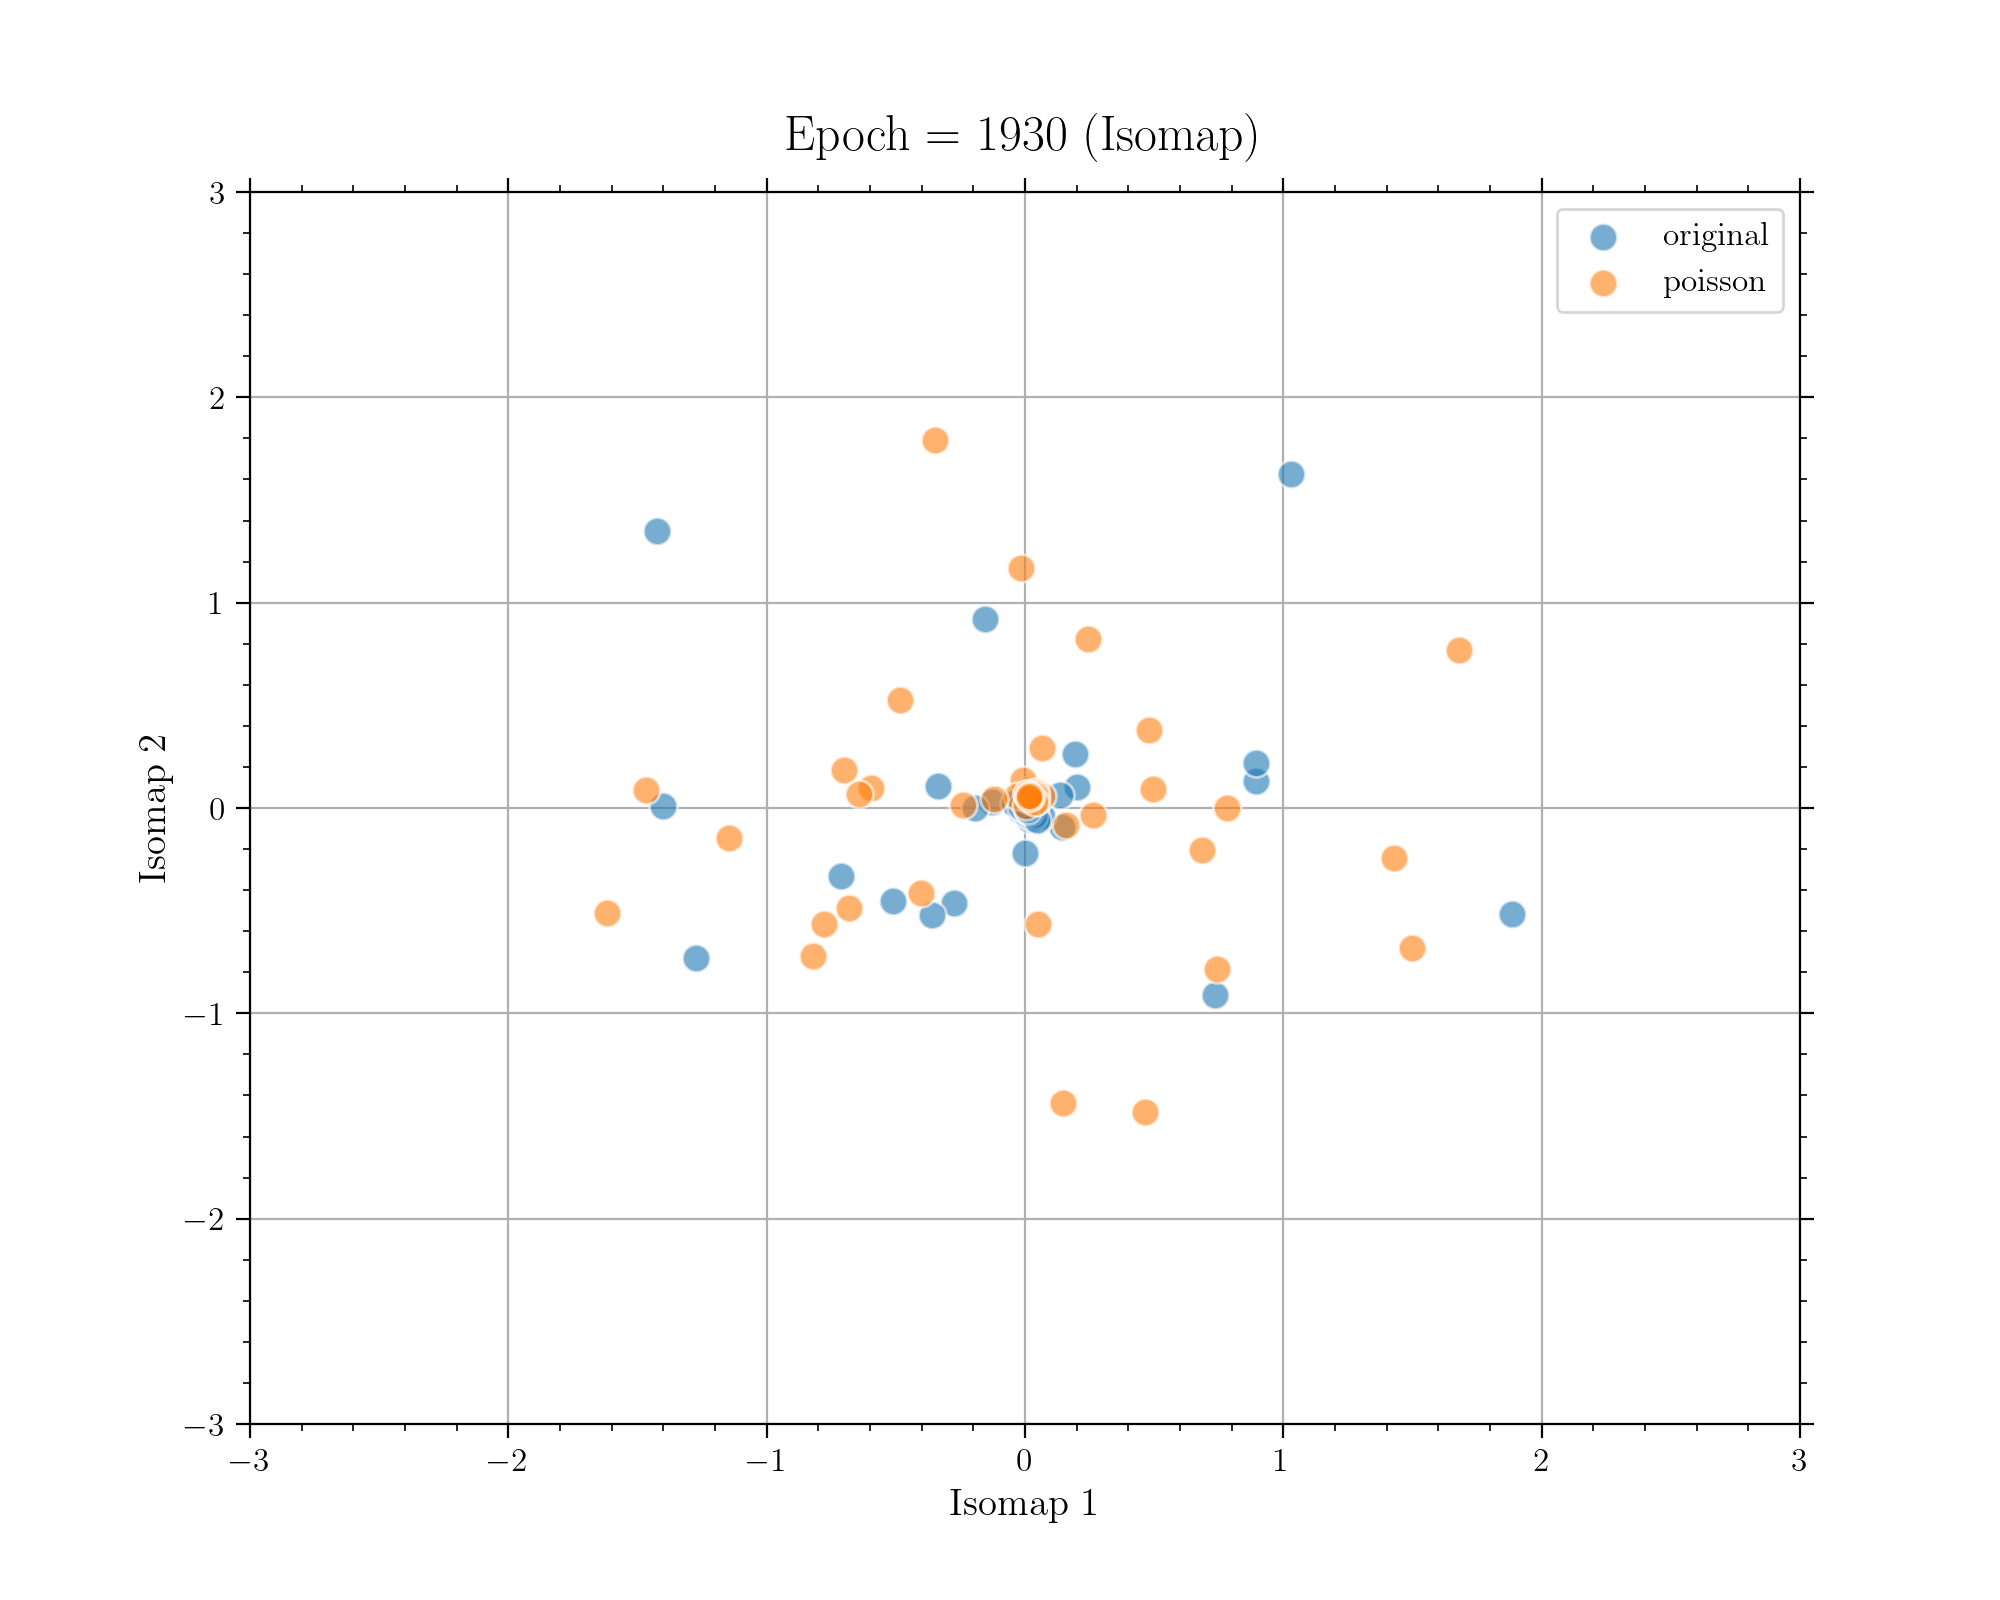 Epoch = 1930 (Isomap)
original
poisson
3
2
1
0
−1
−2
−3
Isomap 2
−3
−2
−1
0
1
2
3
Isomap 1